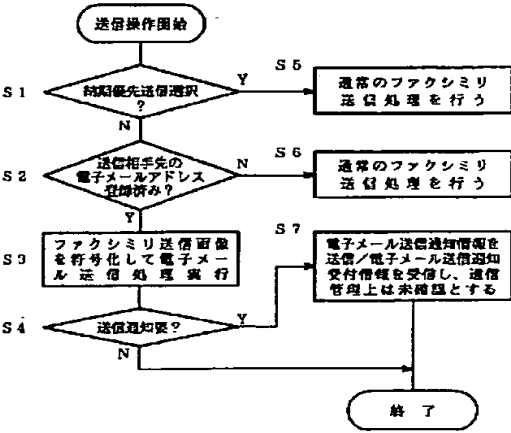 送信操作開始
S1
納期優先送信選択
?
Y
N
S5
通常のファクシミリ
送信処理を行う
S2
送信相手先の
電子メールアドレス
登録済み?
N
Y
S6
通常のファクシミリ
送信処理を行う
S3
ファクシミリ送信画像
を符号化して電子メー
ル送信処理実行
S7
電子メール送信通知情報を
送信/電子メール送信通知
受付情報を受信し、通信
管理上は未確認とする
S4
送信通知要?
Y
N
終了